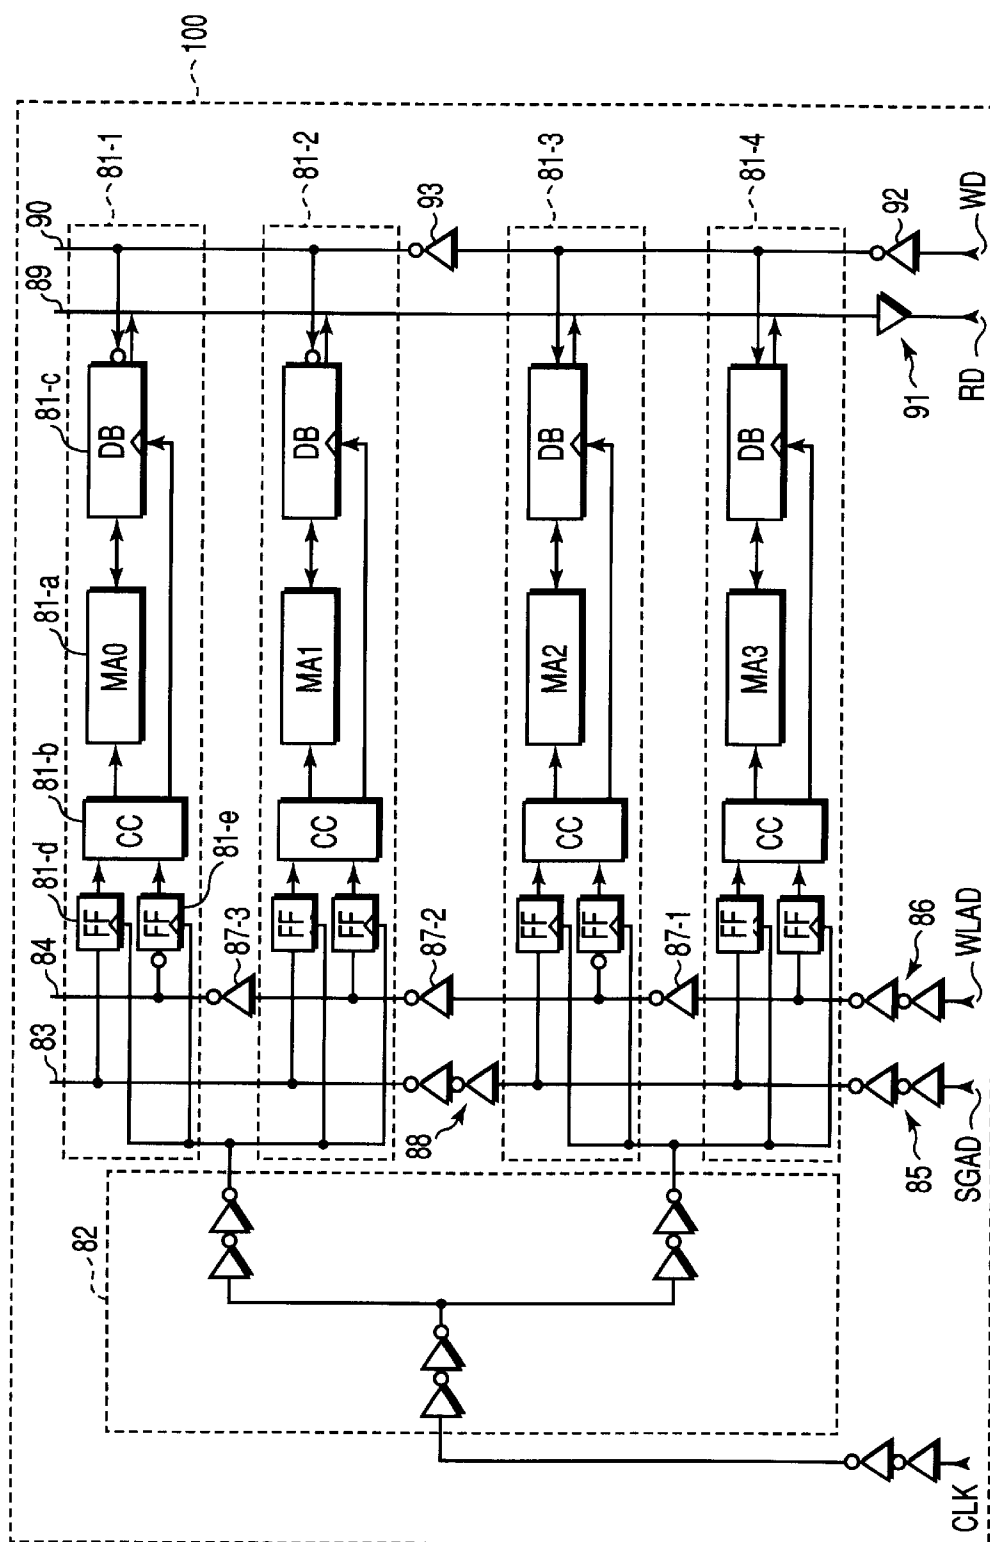 100
90
89
81-1
81-2
81-3
81-4
81-c
81-a
81-b
81-d
81-e
84
83
82
FF
FF
CC
MA0
DB
87-3
FF
FF
CC
MA1
DB
93
87-2
88
FF
FF
CC
MA2
DB
87-1
FF
FF
CC
MA3
DB
92
91
86
85
WD
RD
WLAD
SGAD
CLK